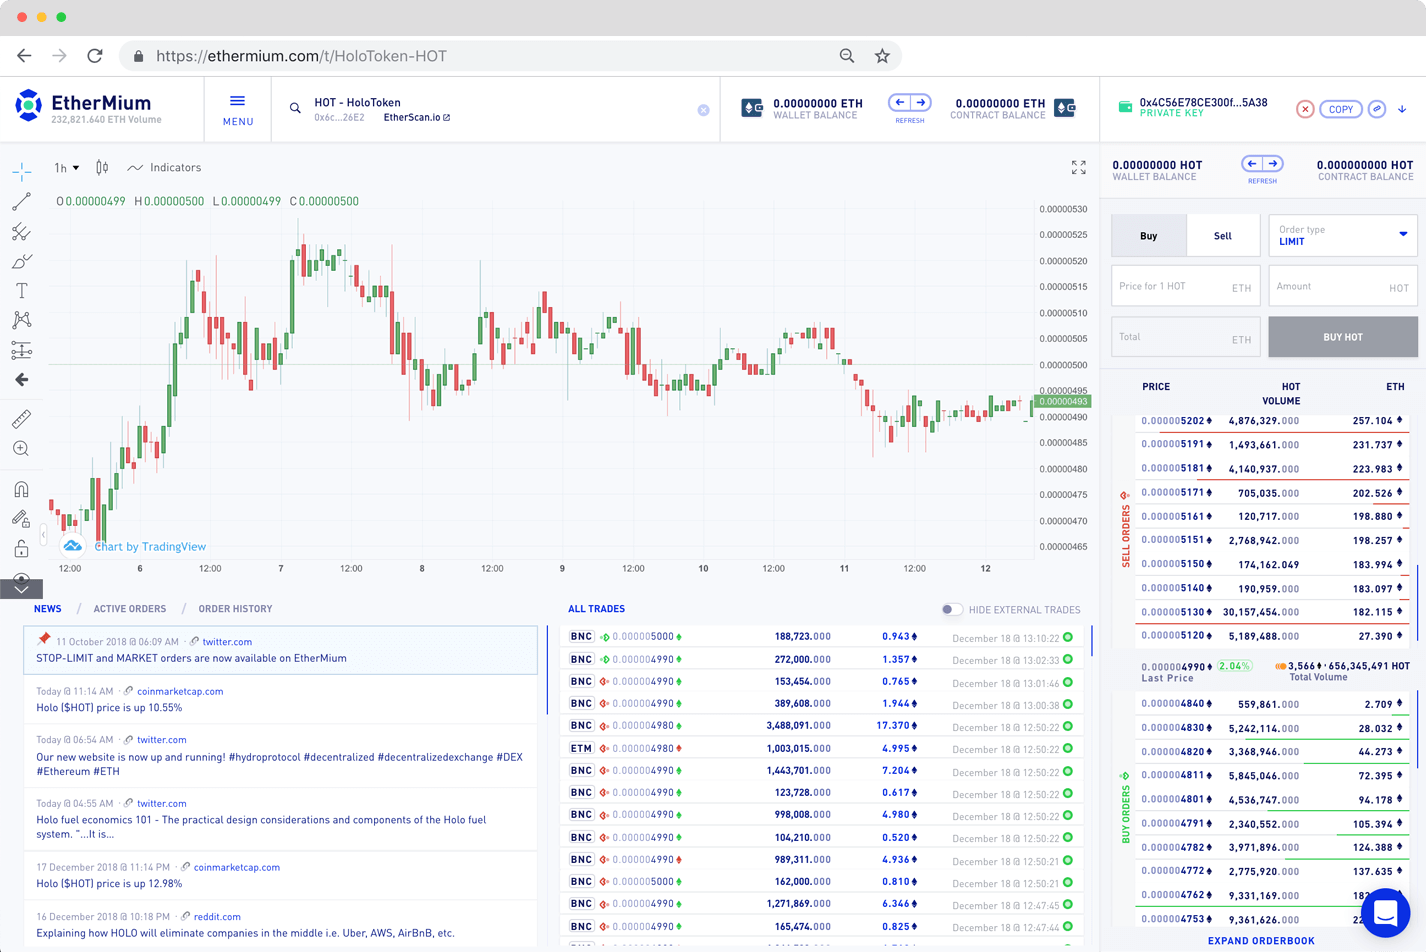 https://ethermium.com/t/HoloToken-HOT
EtherMium
232,821.640 ETH Volume
MENU
HOT - HoloToken
0x6c...26E2 EtherScan.io
0.00000000 ETH
WALLET BALANCE
REFRESH
0.00000000 ETH
CONTRACT BALANCE
0x4C56E78CE300f...5A38
PRIVATE KEY
COPY
1h Indicators
O 0.00000499 H 0.00000500 L 0.00000499 C 0.00000500
0.00000530
0.00000525
0.00000520
0.00000515
0.00000510
0.00000505
0.00000500
0.00000495
0.00000493
0.00000490
0.00000485
0.00000480
0.00000475
0.00000470
0.00000465
Chart by TradingView
12:00 6 12:00 7 12:00 8 12:00 9 12:00 10 12:00 11 12:00 12
0.00000000 HOT
WALLET BALANCE
REFRESH
0.000000000 HOT
CONTRACT BALANCE
Buy Sell
Order type
LIMIT
Price for 1 HOT ETH
Amount HOT
Total ETH
BUY HOT
PRICE HOT VOLUME ETH
SELL ORDERS
0.000005202 4,876,329.000 257.104
0.000005191 1,493,661.000 231.737
0.000005181 4,140,937.000 223.983
0.000005171 705,035.000 202.526
0.000005161 120,717.000 198.880
0.000005151 2,768,942.000 198.257
0.000005150 174,162.049 183.994
0.000005140 190,959.000 183.097
0.000005130 30,157,454.000 182.115
0.000005120 5,189,488.000 27.390
0.000004990 2.04% 3,566 · 656,345,491 HOT
Last Price Total Volume
BUY ORDERS
0.000004840 559,861.000 2.709
0.000004830 5,242,114.000 28.032
0.000004820 3,368,946.000 44.273
0.000004811 5,845,046.000 72.395
0.000004801 4,536,747.000 94.178
0.000004791 2,340,552.000 105.394
0.000004782 3,971,896.000 124.388
0.000004772 2,775,920.000 137.635
0.000004762 9,331,169.000
0.000004753 9,361,626.000
EXPAND ORDERBOOK
NEWS / ACTIVE ORDERS / ORDER HISTORY
11 October 2018 @ 06:09 AM · twitter.com
STOP-LIMIT and MARKET orders are now available on EtherMium
Today @ 11:14 AM · coinmarketcap.com
Holo ($HOT) price is up 10.55%
Today @ 06:54 AM · twitter.com
Our new website is now up and running! #hydroprotocol #decentralized #decentralizedexchange #DEX
#Ethereum #ETH
Today @ 04:55 AM · twitter.com
Holo fuel economics 101 - The practical design considerations and components of the Holo fuel
system. "...It is...
17 December 2018 @ 11:14 PM · coinmarketcap.com
Holo ($HOT) price is up 12.98%
16 December 2018 @ 10:18 PM · reddit.com
Explaining how HOLO will eliminate companies in the middle i.e. Uber, AWS, AirBnB, etc.
ALL TRADES HIDE EXTERNAL TRADES
BNC 0.000005000 188,723.000 0.943 December 18 @ 13:10:22
BNC 0.000004990 272,000.000 1.357 December 18 @ 13:02:33
BNC 0.000004990 153,454.000 0.765 December 18 @ 13:01:46
BNC 0.000004990 389,608.000 1.944 December 18 @ 13:00:38
BNC 0.000004980 3,488,091.000 17.370 December 18 @ 12:50:22
ETM 0.000004980 1,003,015.000 4.995 December 18 @ 12:50:22
BNC 0.000004990 1,443,701.000 7.204 December 18 @ 12:50:22
BNC 0.000004990 123,728.000 0.617 December 18 @ 12:50:22
BNC 0.000004990 998,008.000 4.980 December 18 @ 12:50:22
BNC 0.000004990 104,210.000 0.520 December 18 @ 12:50:22
BNC 0.000004990 989,311.000 4.936 December 18 @ 12:50:21
BNC 0.000005000 162,000.000 0.810 December 18 @ 12:50:21
BNC 0.000004990 1,271,869.000 6.346 December 18 @ 12:47:45
BNC 0.000004990 165,474.000 0.825 December 18 @ 12:47:44